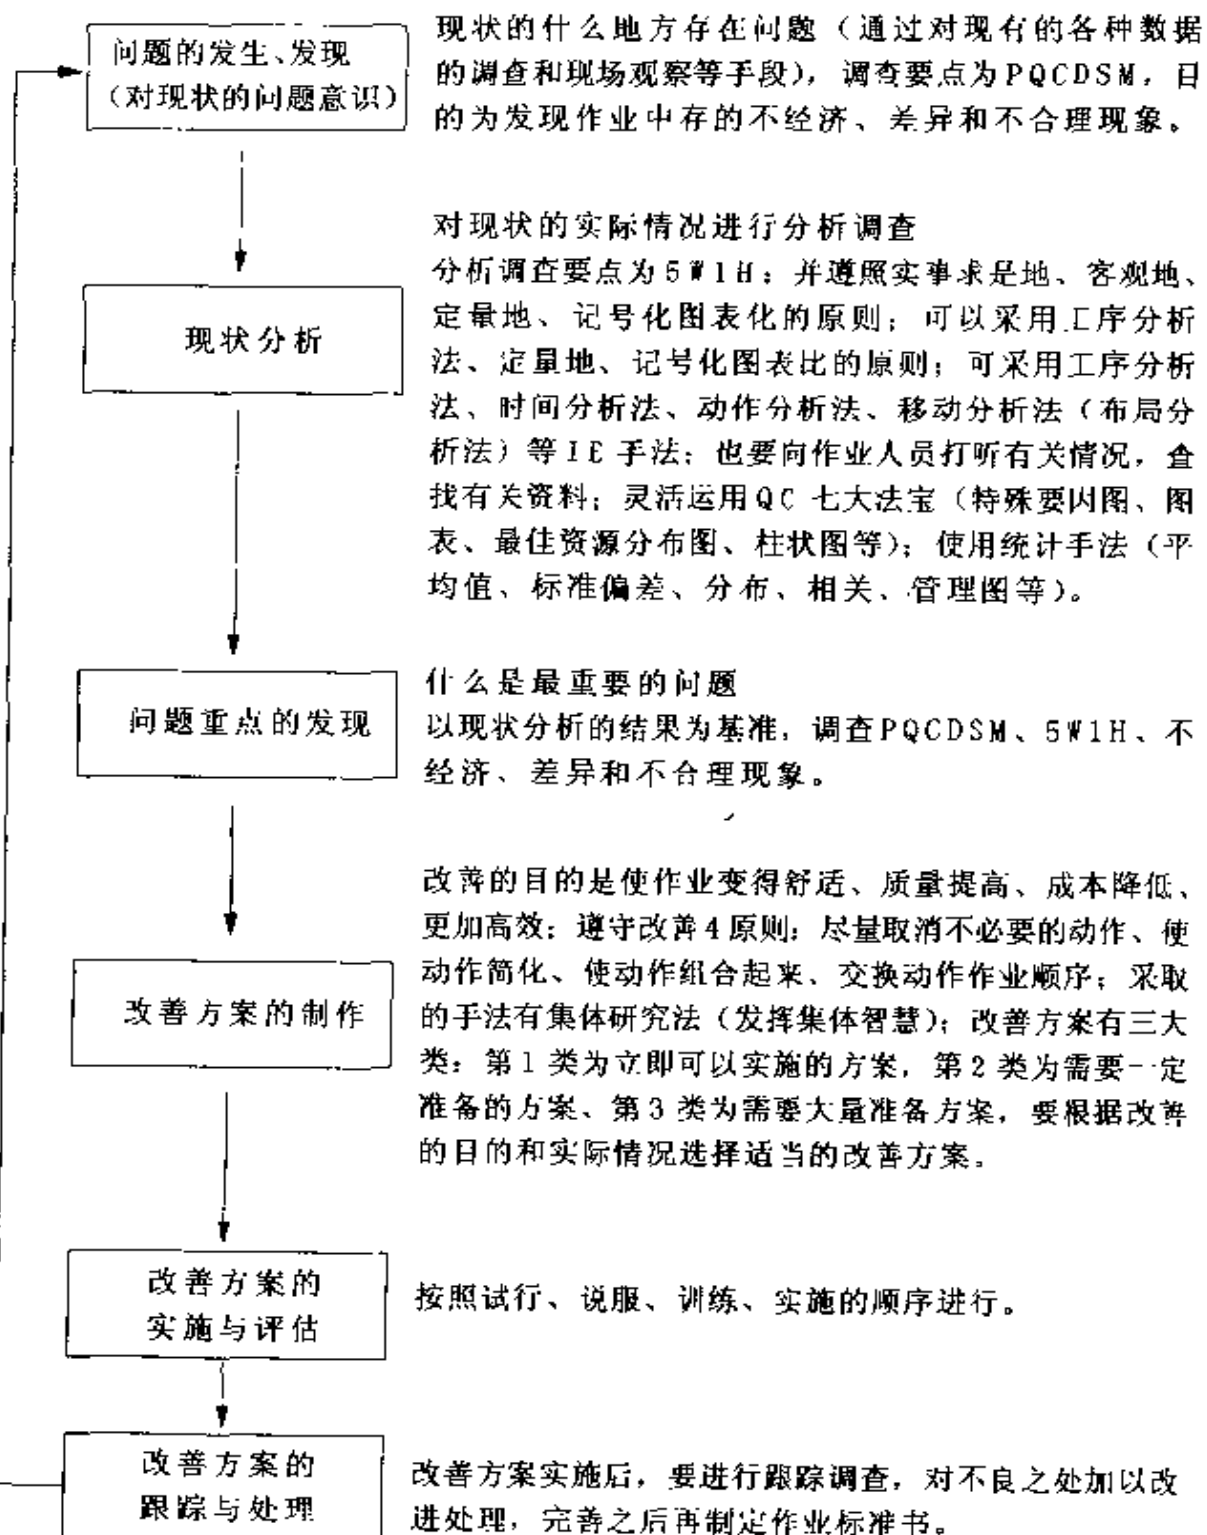 问题的发生、发现
（对现状的问题意识）
现状的什么地方存在问题（通过对现有的各种数据
的调查和现场观察等手段），调查要点为PQCDSM，目
的为发现作业中存的不经济、差异和不合理现象。
现状分析
对现状的实际情况进行分析调查
分析调查要点为5W1H；并遵照实事求是地、客观地、
定量地、记号化图表化的原则；可以采用工序分析
法、定量地、记号化图表比的原则；可采用工序分析
法、时间分析法、动作分析法、移动分析法（布局分
析法）等IE手法；也要向作业人员打听有关情况，查
找有关资料；灵活运用QC七大法宝（特殊要因图、图
表、最佳资源分布图、柱状图等）；使用统计手法（平
均值、标准偏差、分布、相关、管理图等）。
问题重点的发现
什么是最重要的问题
以现状分析的结果为基准，调查PQCDSM、5W1H、不
经济、差异和不合理现象。
改善方案的制作
改善的目的是使作业变得舒适、质量提高、成本降低、
更加高效；遵守改善4原则：尽量取消不必要的动作、使
动作简化、使动作组合起来、交换动作作业顺序；采取
的手法有集体研究法（发挥集体智慧）；改善方案有三大
类：第1类为立即可以实施的方案，第2类为需要一定
准备的方案、第3类为需要大量准备方案，要根据改善
的目的和实际情况选择适当的改善方案。
改善方案的
实施与评估
按照试行、说服、训练、实施的顺序进行。
改善方案的
跟踪与处理
改善方案实施后，要进行跟踪调查，对不良之处加以改
进处理，完善之后再制定作业标准书。